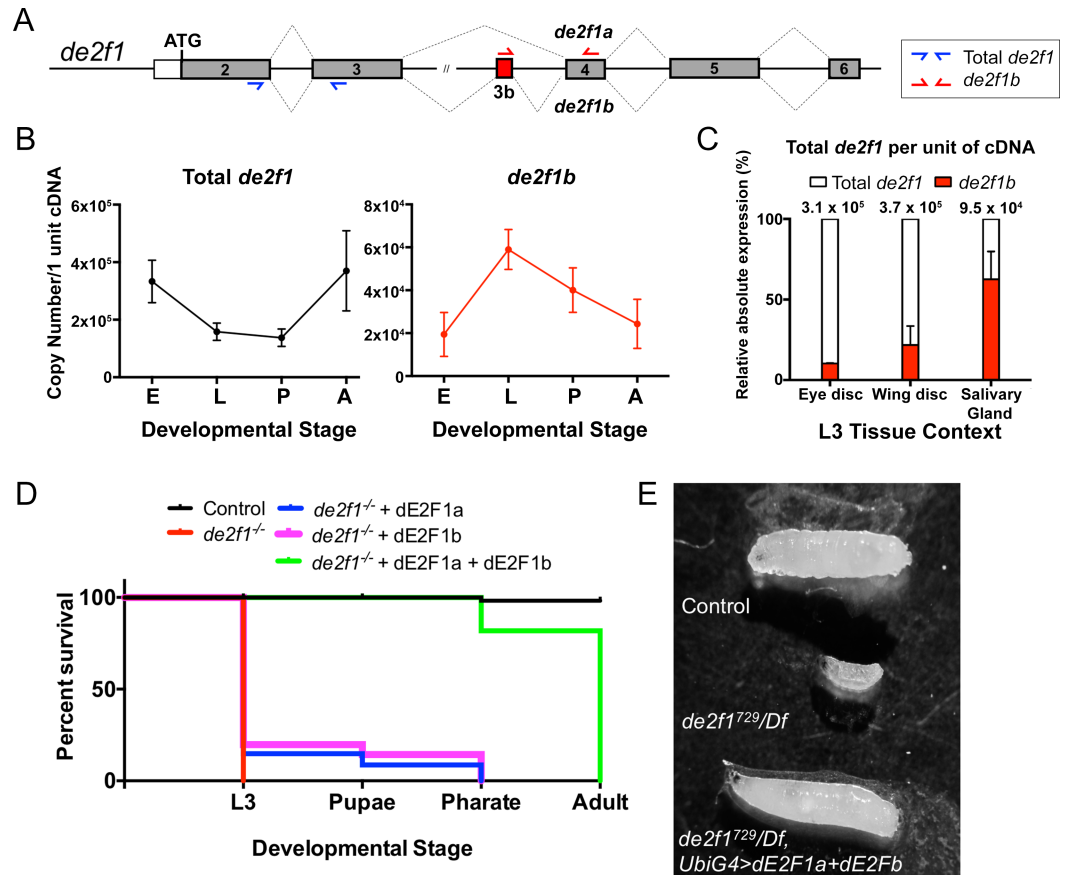 A
de2f1
ATG
2
3
//
3b
4
5
6
de2f1a
de2f1b
Total de2f1
de2f1b
B
Total de2f1
de2f1b
Copy Number/1 unit cDNA
6x10⁵
4x10⁵
2x10⁵
0
E L P A
Developmental Stage
8x10⁴
6x10⁴
4x10⁴
2x10⁴
0
E L P A
Developmental Stage
C
Total de2f1 per unit of cDNA
Total de2f1 de2f1b
3.1 x 10⁵ 3.7 x 10⁵ 9.5 x 10⁴
Relative absolute expression (%)
100
50
0
Eye disc Wing disc Salivary
Gland
L3 Tissue Context
D
Control
de2f1⁻/⁻
de2f1⁻/⁻ + dE2F1a
de2f1⁻/⁻ + dE2F1b
de2f1⁻/⁻ + dE2F1a + dE2F1b
Percent survival
100
50
0
L3 Pupae Pharate Adult
Developmental Stage
E
Control
de2f1⁷²⁹/Df
de2f1⁷²⁹/Df,
UbiG4>dE2F1a+dE2Fb